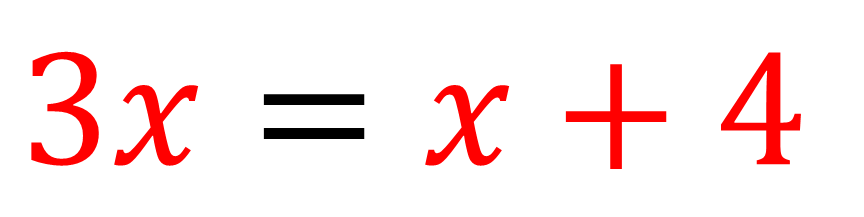 3x = x + 4